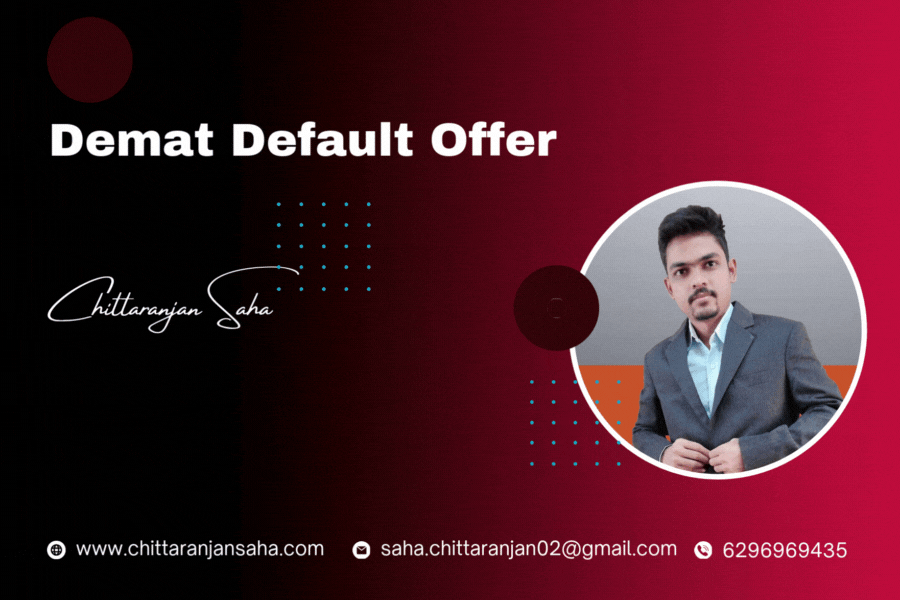 Demat Default Offer
Chittaranjan Saha
www.chittaranjansaha.com
saha.chittaranjan02@gmail.com
6296969435